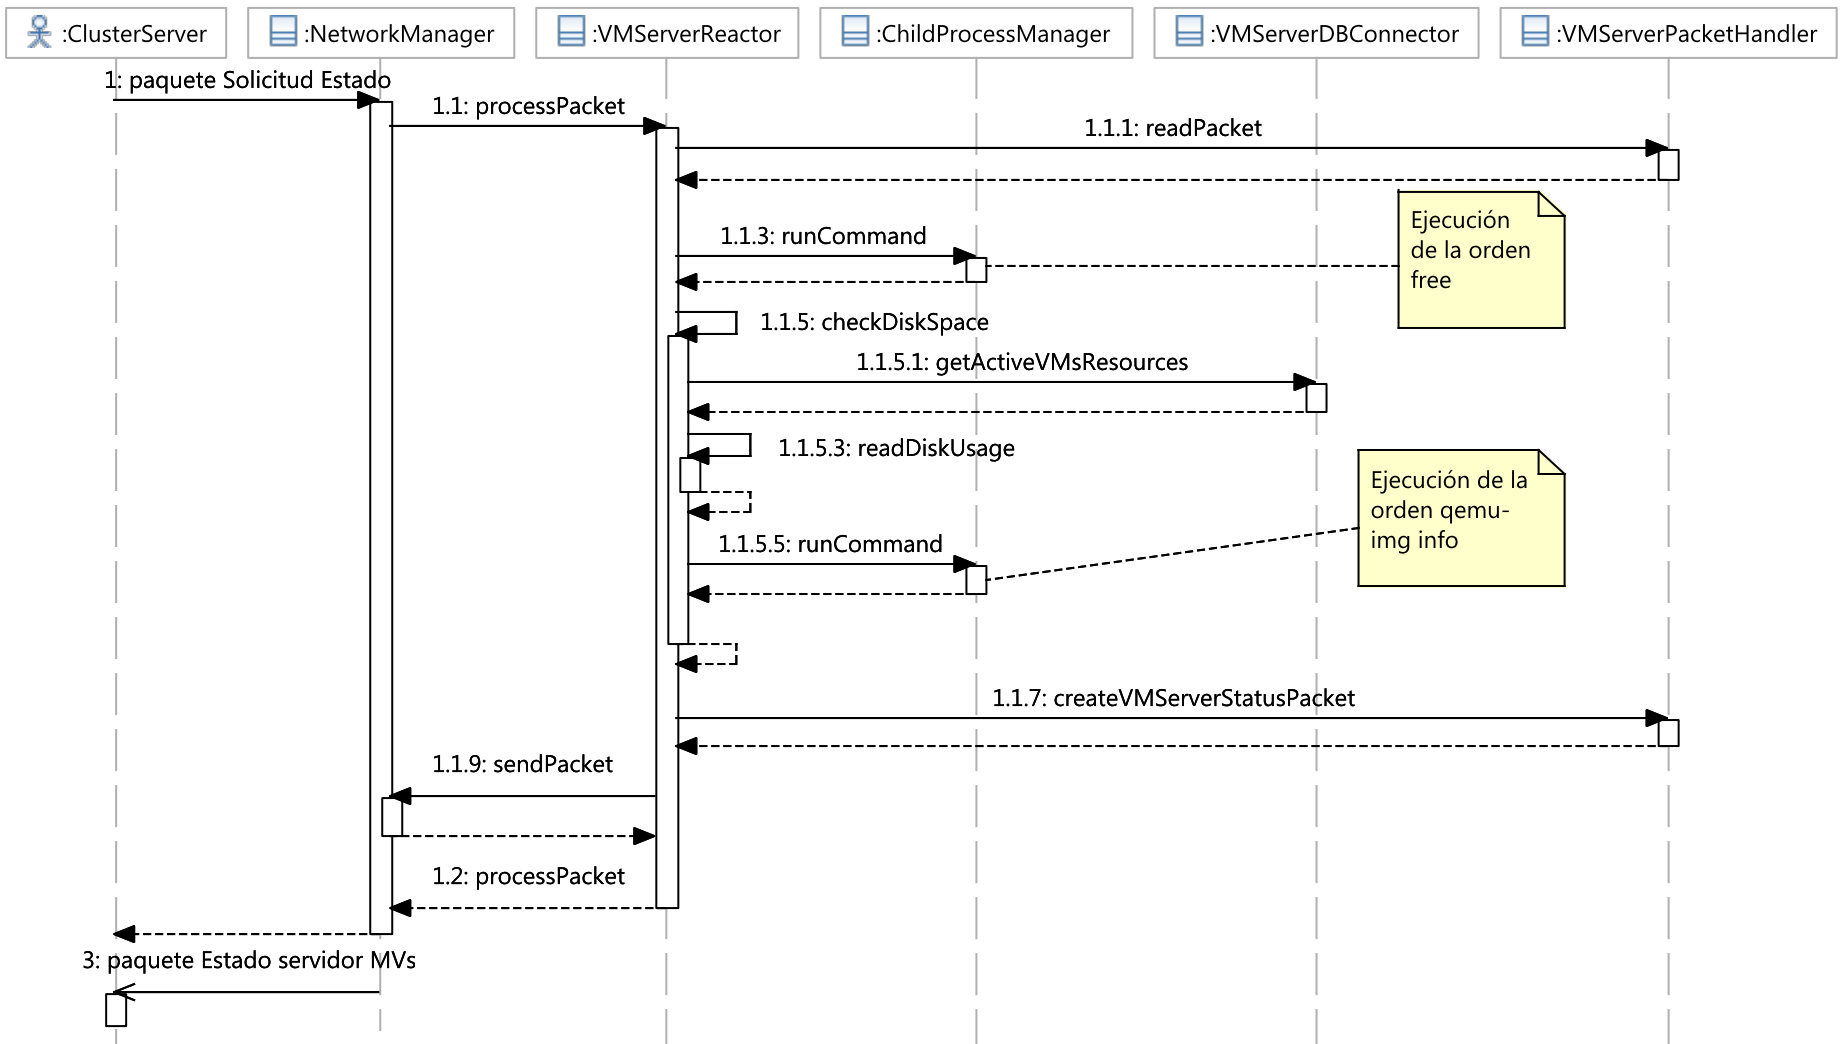 :ClusterServer
:NetworkManager
:VMServerReactor
:ChildProcessManager
:VMServerDBConnector
:VMServerPacketHandler
1: paquete Solicitud Estado
1.1: processPacket
1.1.1: readPacket
Ejecución
de la orden
free
1.1.3: runCommand
1.1.5: checkDiskSpace
1.1.5.1: getActiveVMsResources
1.1.5.3: readDiskUsage
Ejecución de la
orden qemu-
img info
1.1.5.5: runCommand
1.1.7: createVMServerStatusPacket
1.1.9: sendPacket
1.2: processPacket
3: paquete Estado servidor MVs